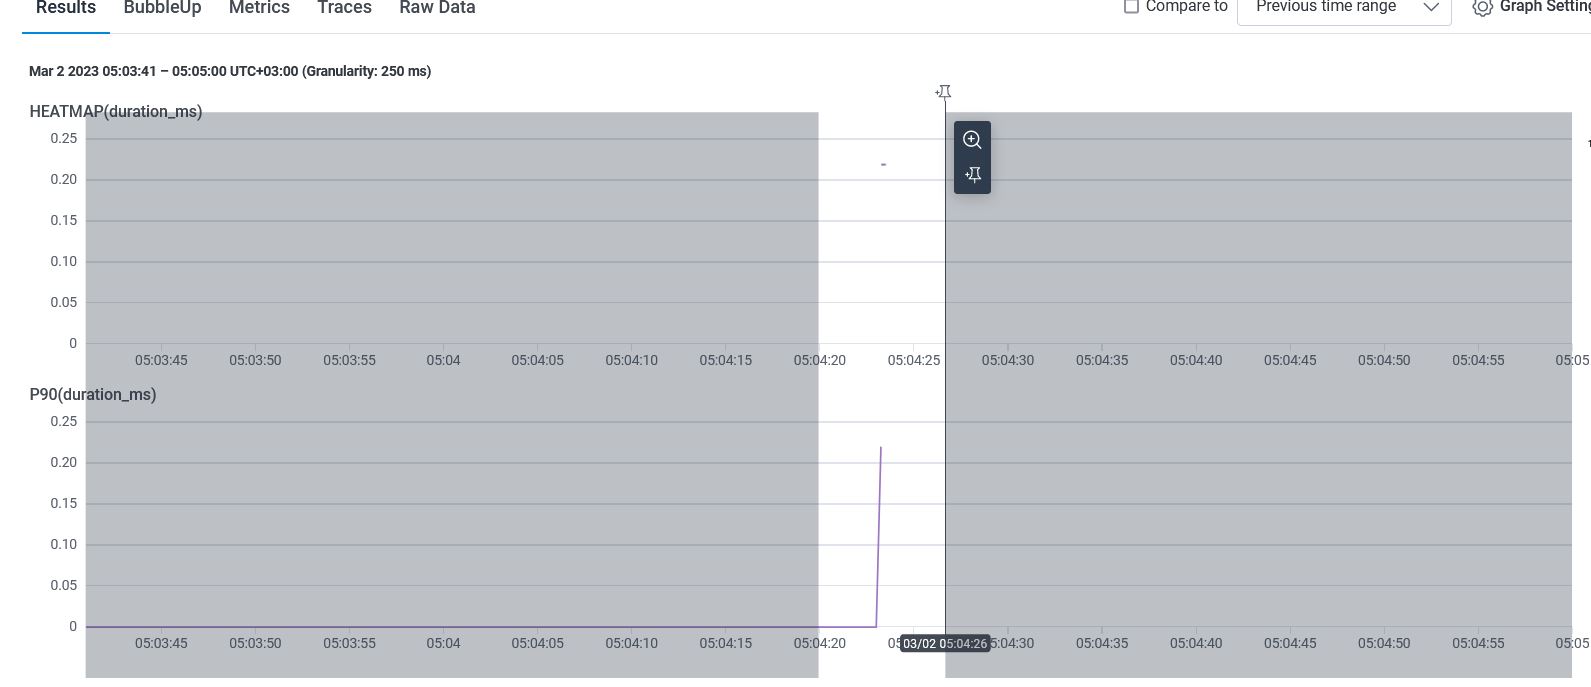 Results BubbleUp Metrics Traces Raw Data Compare to Previous time range Graph Settin
Mar 2 2023 05:03:41 – 05:05:00 UTC+03:00 (Granularity: 250 ms)
HEATMAP(duration_ms)
0.25
0.20
0.15
0.10
0.05
0
05:03:45 05:03:50 05:03:55 05:04 05:04:05 05:04:10 05:04:15 05:04:20 05:04:25 05:04:30 05:04:35 05:04:40 05:04:45 05:04:50 05:04:55 05:05
P90(duration_ms)
0.25
0.20
0.15
0.10
0.05
0
05:03:45 05:03:50 05:03:55 05:04 05:04:05 05:04:10 05:04:15 05:04:20 03/02 05:04:26 5:04:30 05:04:35 05:04:40 05:04:45 05:04:50 05:04:55 05:05